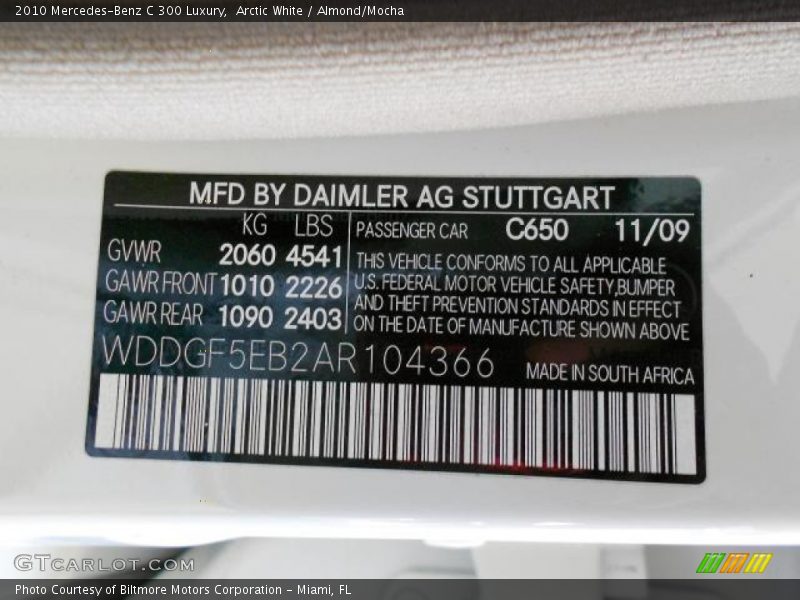 2010 Mercedes-Benz C 300 Luxury,  Arctic White / Almond/Mocha
MFD BY DAIMLER AG STUTTGART
KG LBS
GVWR 2060 4541
GAWR FRONT 1010 2226
GAWR REAR 1090 2403
PASSENGER CAR C650 11/09
THIS VEHICLE CONFORMS TO ALL APPLICABLE
U.S. FEDERAL MOTOR VEHICLE SAFETY,BUMPER
AND THEFT PREVENTION STANDARDS IN EFFECT
ON THE DATE OF MANUFACTURE SHOWN ABOVE
WDDGF5EB2AR104366
MADE IN SOUTH AFRICA
GTCARLOT.COM
Photo Courtesy of Biltmore Motors Corporation - Miami, FL